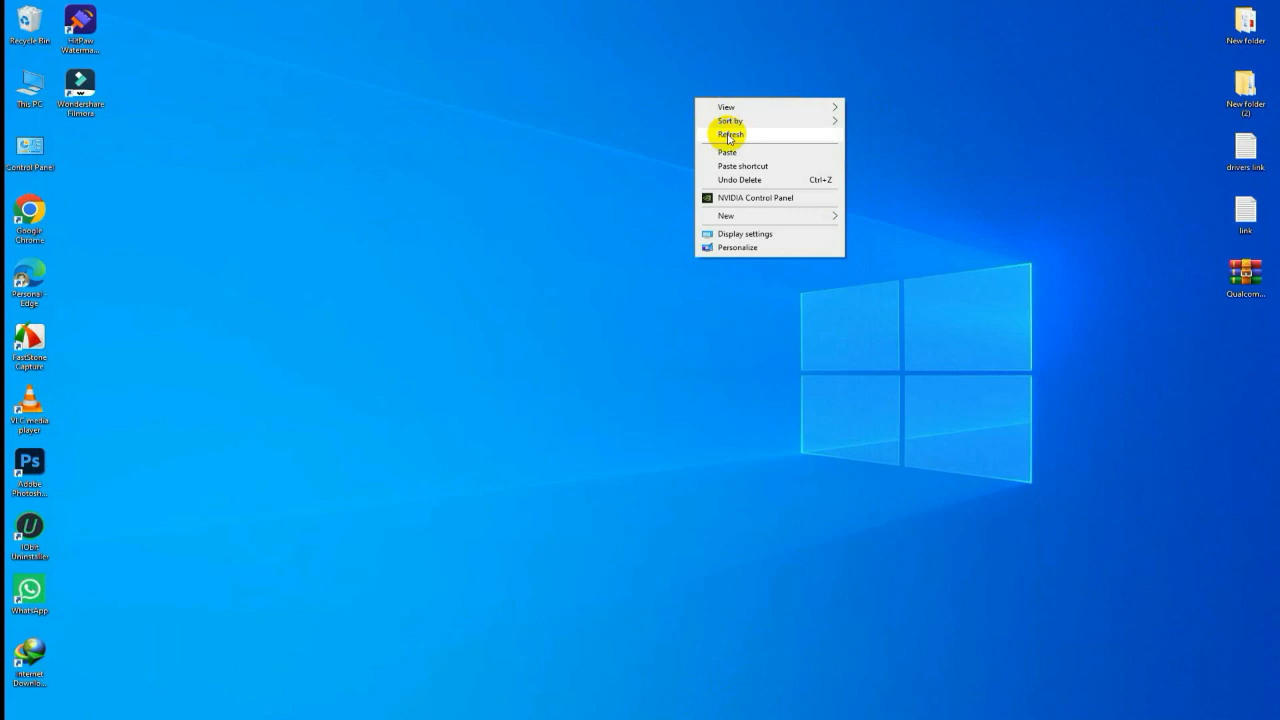 Recycle Bin
HitPaw
Waterma...
This PC
Wondershare
Filmora
Control Panel
Google
Chrome
Personal -
Edge
FastStone
Capture
VLC media
player
Ps
Adobe
Photosh...
U
IObit
Uninstaller
WhatsApp
Internet
Downlo...
View
Sort by
Refresh
Paste
Paste shortcut
Undo Delete Ctrl+Z
NVIDIA Control Panel
New
Display settings
Personalize
New folder
New folder
(2)
drivers link
link
Qualcom...